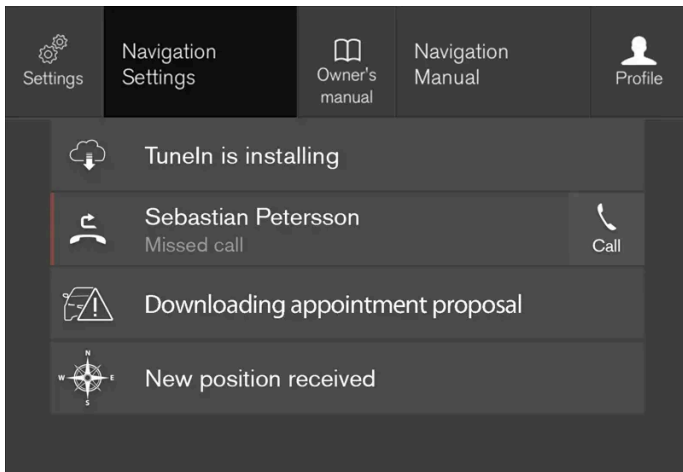 Settings
Navigation
Settings
Owner's
manual
Navigation
Manual
Profile
TuneIn is installing
Sebastian Petersson
Missed call
Call
Downloading appointment proposal
N
W
E
S
New position received